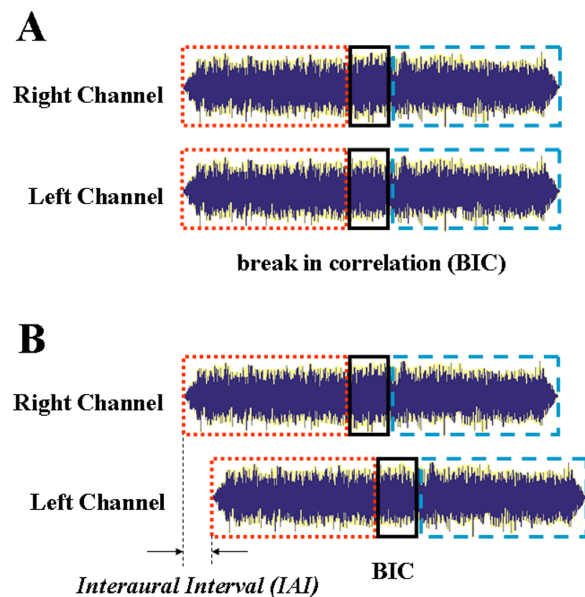 A
Right Channel
Left Channel
break in correlation (BIC)
B
Right Channel
Left Channel
BIC
Interaural Interval (IAI)